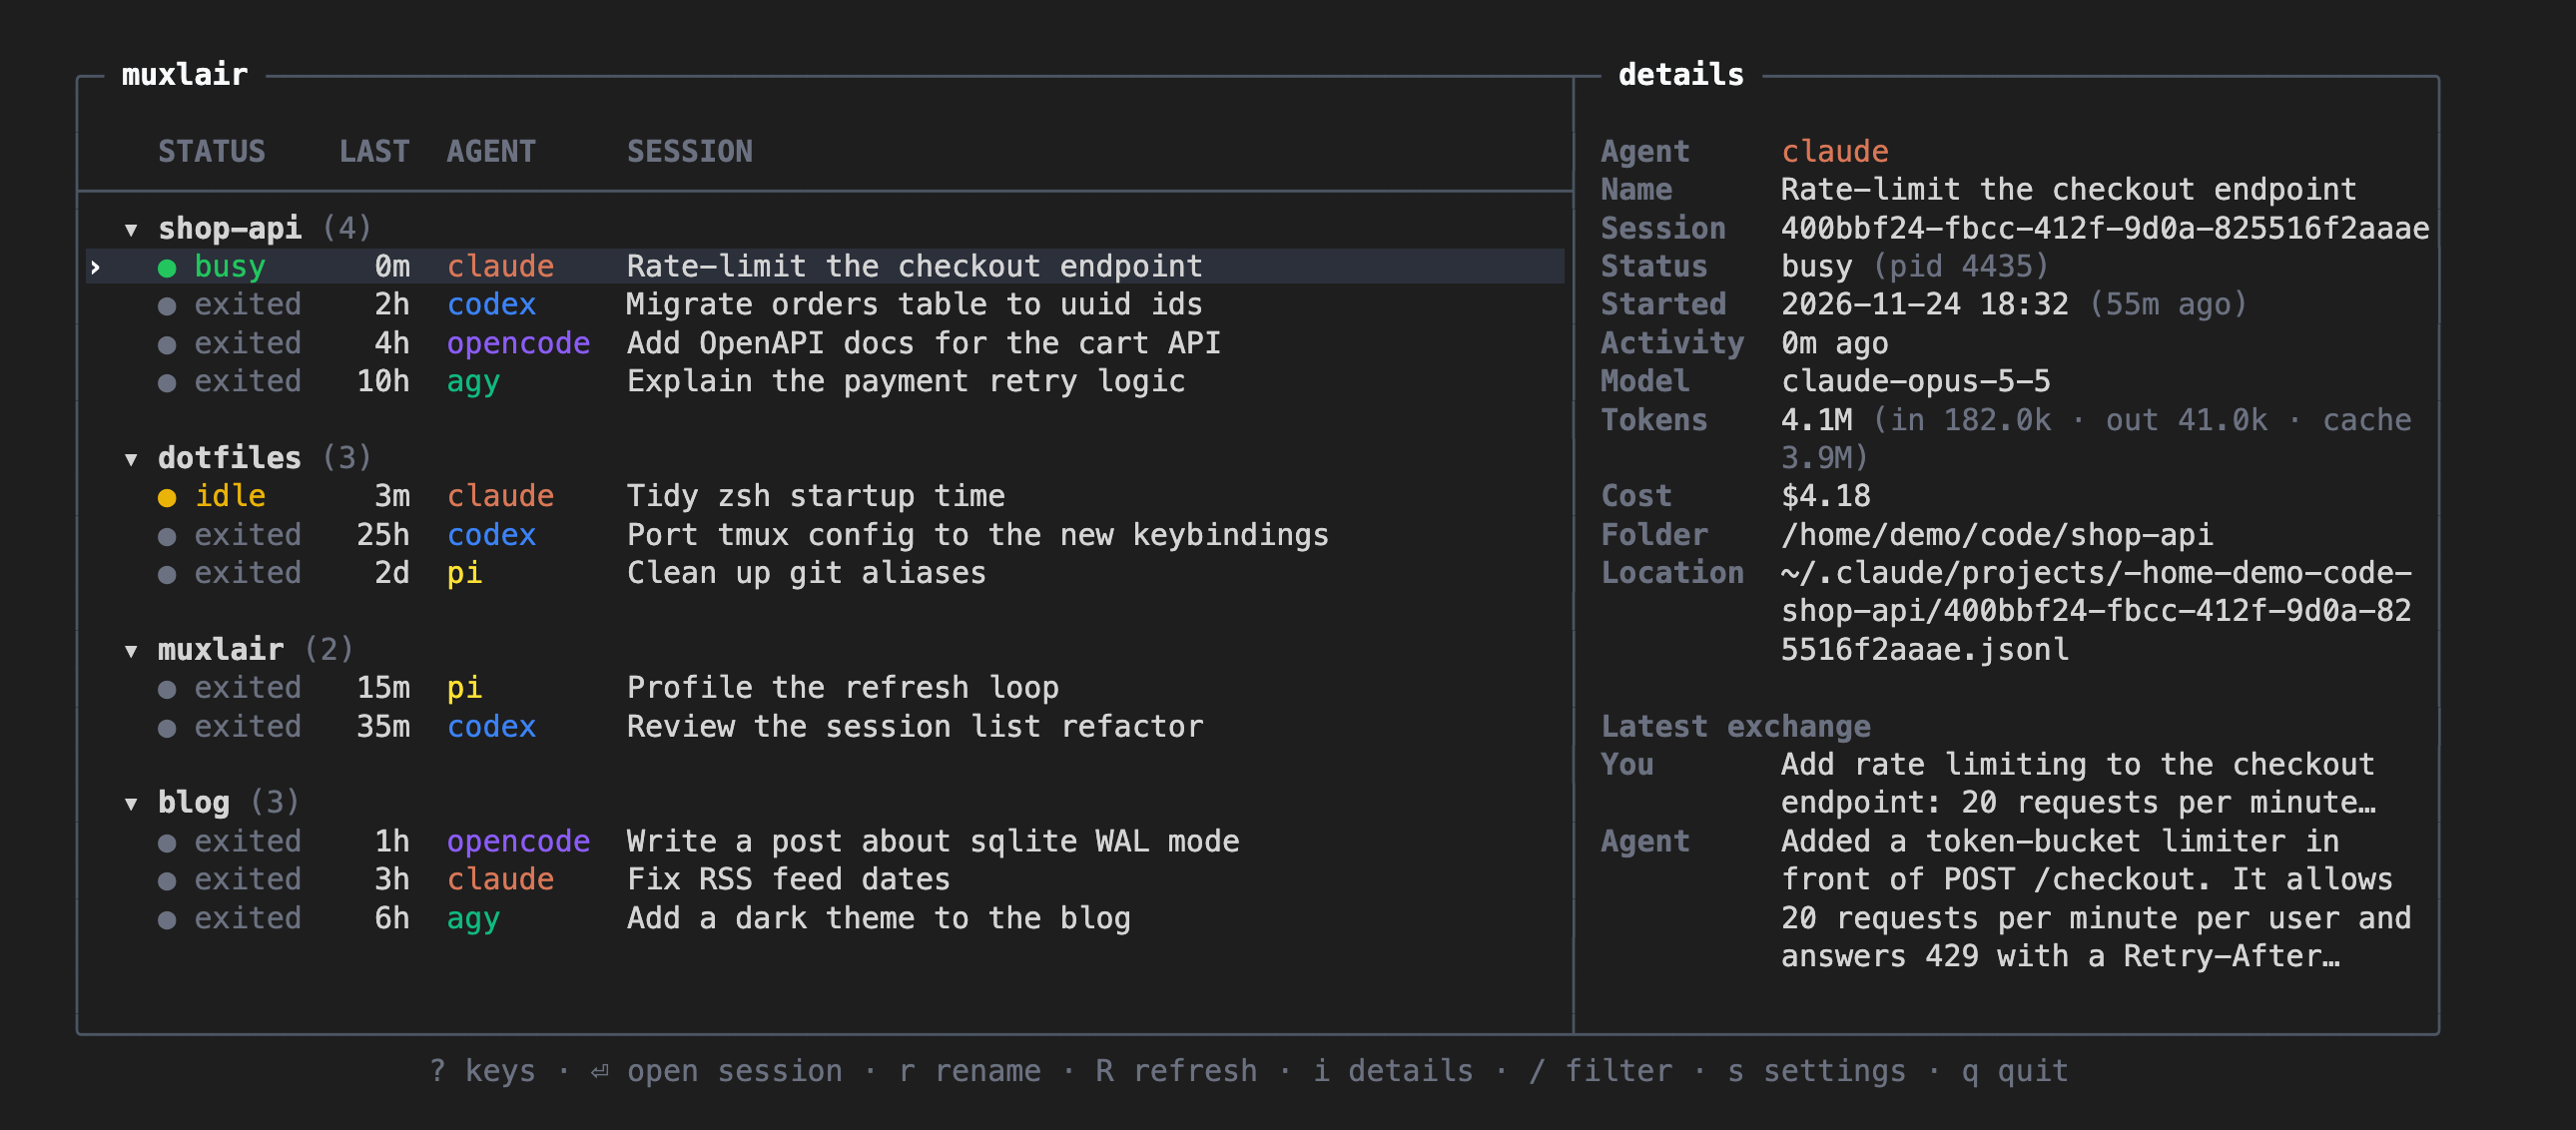 muxlair
STATUS LAST AGENT SESSION
▼ shop-api (4)
› ● busy 0m claude Rate-limit the checkout endpoint
● exited 2h codex Migrate orders table to uuid ids
● exited 4h opencode Add OpenAPI docs for the cart API
● exited 10h agy Explain the payment retry logic
▼ dotfiles (3)
● idle 3m claude Tidy zsh startup time
● exited 25h codex Port tmux config to the new keybindings
● exited 2d pi Clean up git aliases
▼ muxlair (2)
● exited 15m pi Profile the refresh loop
● exited 35m codex Review the session list refactor
▼ blog (3)
● exited 1h opencode Write a post about sqlite WAL mode
● exited 3h claude Fix RSS feed dates
● exited 6h agy Add a dark theme to the blog
details
Agent claude
Name Rate-limit the checkout endpoint
Session 400bbf24-fbcc-412f-9d0a-825516f2aaae
Status busy (pid 4435)
Started 2026-11-24 18:32 (55m ago)
Activity 0m ago
Model claude-opus-5-5
Tokens 4.1M (in 182.0k · out 41.0k · cache
3.9M)
Cost $4.18
Folder /home/demo/code/shop-api
Location ~/.claude/projects/-home-demo-code-
shop-api/400bbf24-fbcc-412f-9d0a-82
5516f2aaae.jsonl
Latest exchange
You Add rate limiting to the checkout
endpoint: 20 requests per minute…
Agent Added a token-bucket limiter in
front of POST /checkout. It allows
20 requests per minute per user and
answers 429 with a Retry-After…
? keys · ⏎ open session · r rename · R refresh · i details · / filter · s settings · q quit